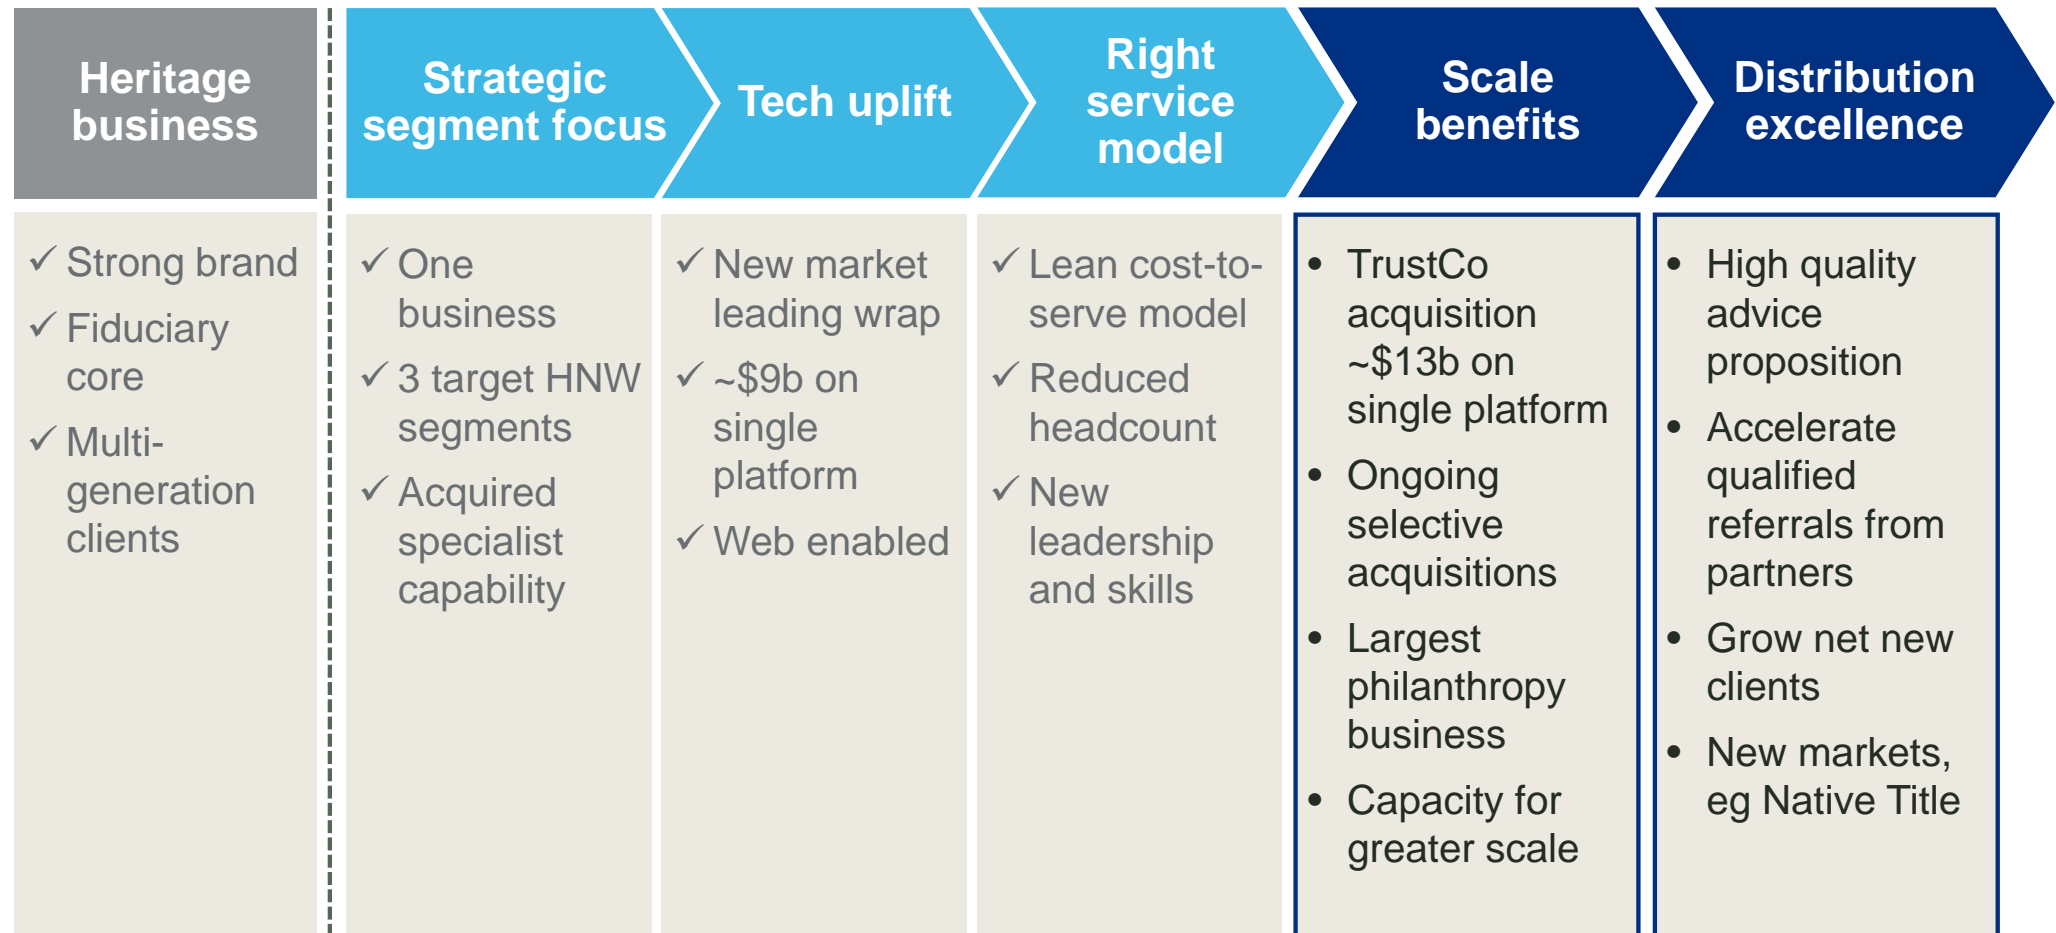 Heritage
business
✓ Strong brand
✓ Fiduciary
core
✓ Multi-
generation
clients
Strategic
segment focus
✓ One
business
✓ 3 target HNW
segments
✓ Acquired
specialist
capability
Tech uplift
✓ New market
leading wrap
✓ ~$9b on
single
platform
✓ Web enabled
Right
service
model
✓ Lean cost-to-
serve model
✓ Reduced
headcount
✓ New
leadership
and skills
Scale
benefits
• TrustCo
acquisition
~$13b on
single platform
• Ongoing
selective
acquisitions
• Largest
philanthropy
business
• Capacity for
greater scale
Distribution
excellence
• High quality
advice
proposition
• Accelerate
qualified
referrals from
partners
• Grow net new
clients
• New markets,
eg Native Title